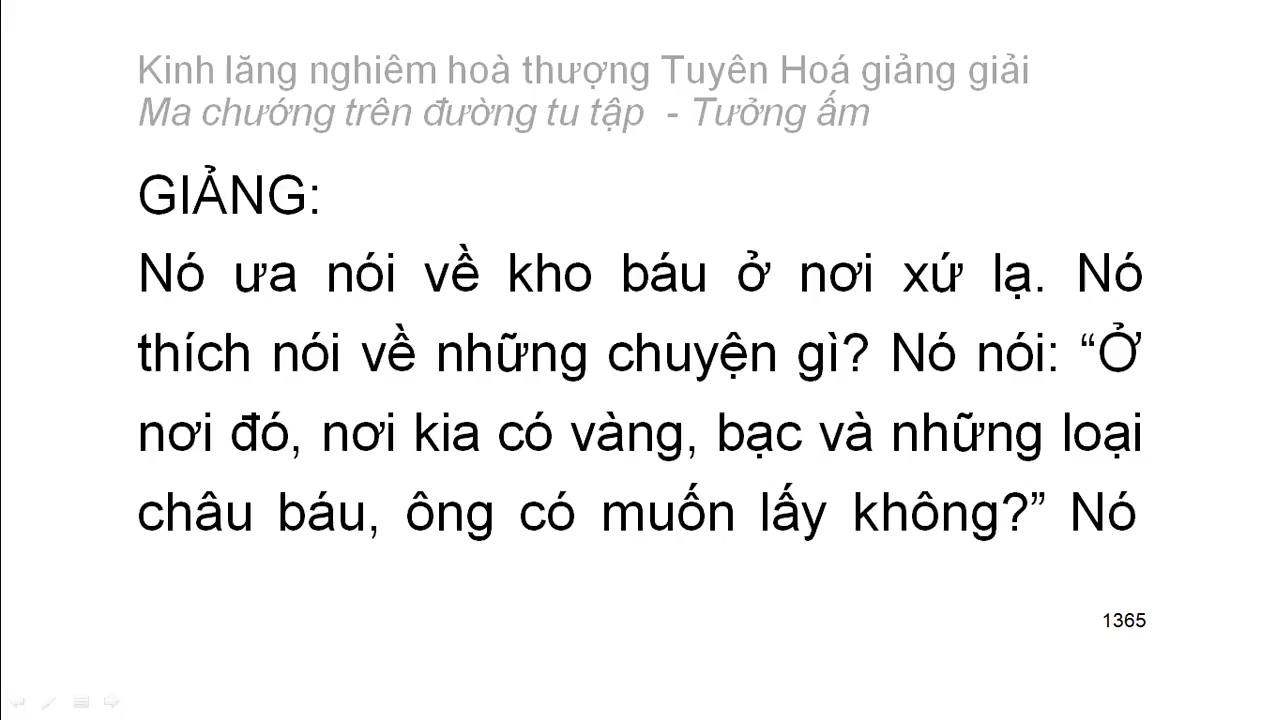 Kinh lăng nghiêm hoà thượng Tuyên Hoá giảng giải
Ma chướng trên đường tu tập - Tưởng ấm
GIẢNG:
Nó ưa nói về kho báu ở nơi xứ lạ. Nó
thích nói về những chuyện gì? Nó nói: “Ở
nơi đó, nơi kia có vàng, bạc và những loại
châu báu, ông có muốn lấy không?” Nó
1365